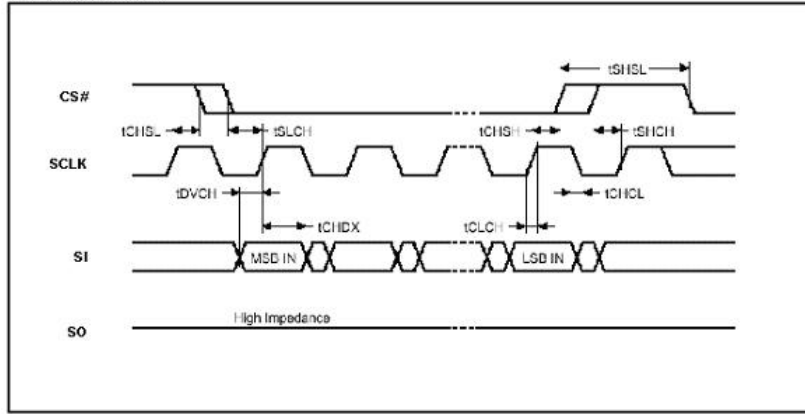 tSHSL
CS#
tCHSL
tSLCH
tCHSH
tSHCH
SCLK
tDVCH
tCHCL
tCHDX
tCLCH
SI
MSB IN
LSB IN
High Impedance
SO